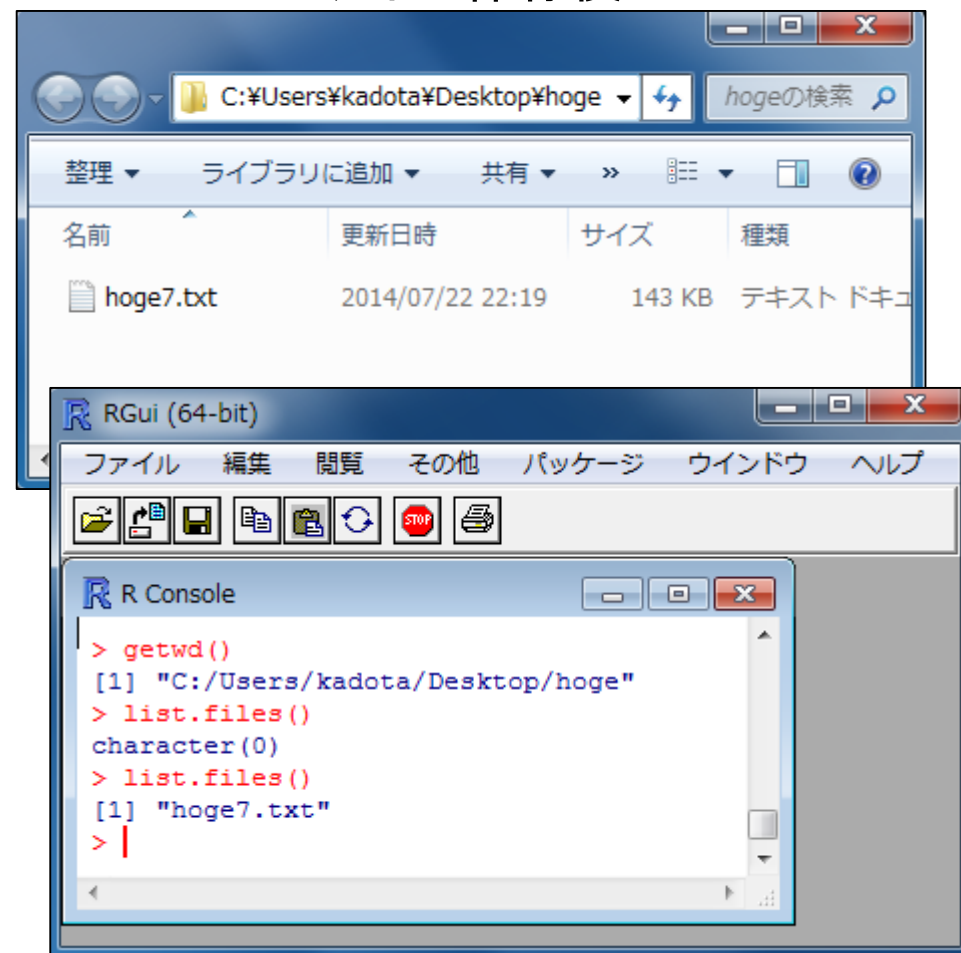 C:¥Users¥kadota¥Desktop¥hoge
hogeの検索
整理 ライブラリに追加 共有 »
名前 更新日時 サイズ 種類
hoge7.txt 2014/07/22 22:19 143 KB テキスト ドキュ
RGui (64-bit)
ファイル 編集 閲覧 その他 パッケージ ウインドウ ヘルプ
STOP
R Console
> getwd()
[1] "C:/Users/kadota/Desktop/hoge"
> list.files()
character(0)
> list.files()
[1] "hoge7.txt"
>